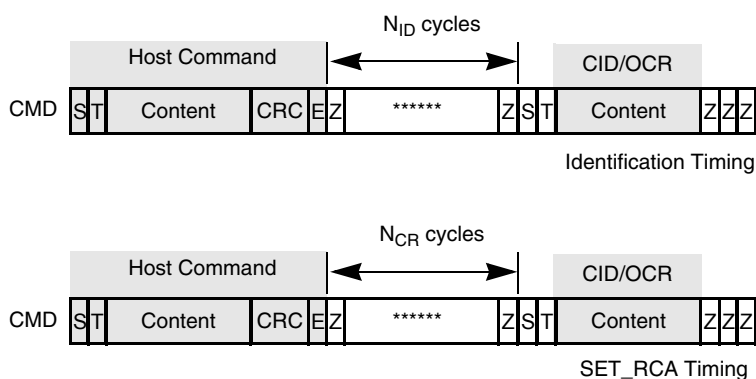 N_ID cycles
Host Command CID/OCR
CMD S T Content CRC E Z ****** Z S T Content Z Z Z
Identification Timing
N_CR cycles
Host Command CID/OCR
CMD S T Content CRC E Z ****** Z S T Content Z Z Z
SET_RCA Timing